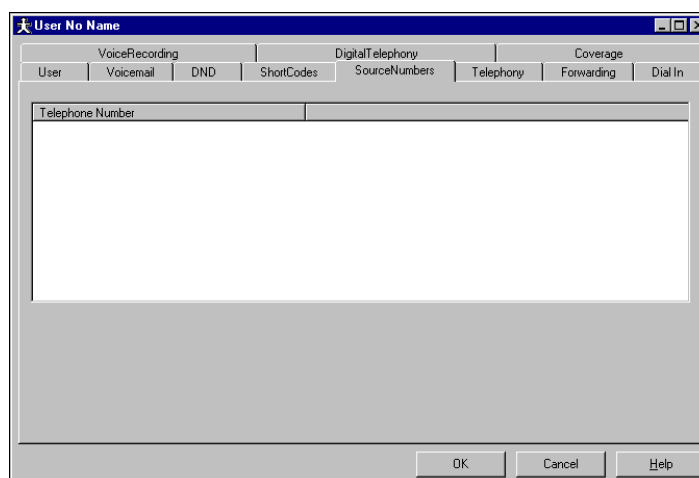 User No Name
VoiceRecording DigitalTelephony Coverage
User Voicemail DND ShortCodes SourceNumbers Telephony Forwarding Dial In
Telephone Number
OK Cancel Help